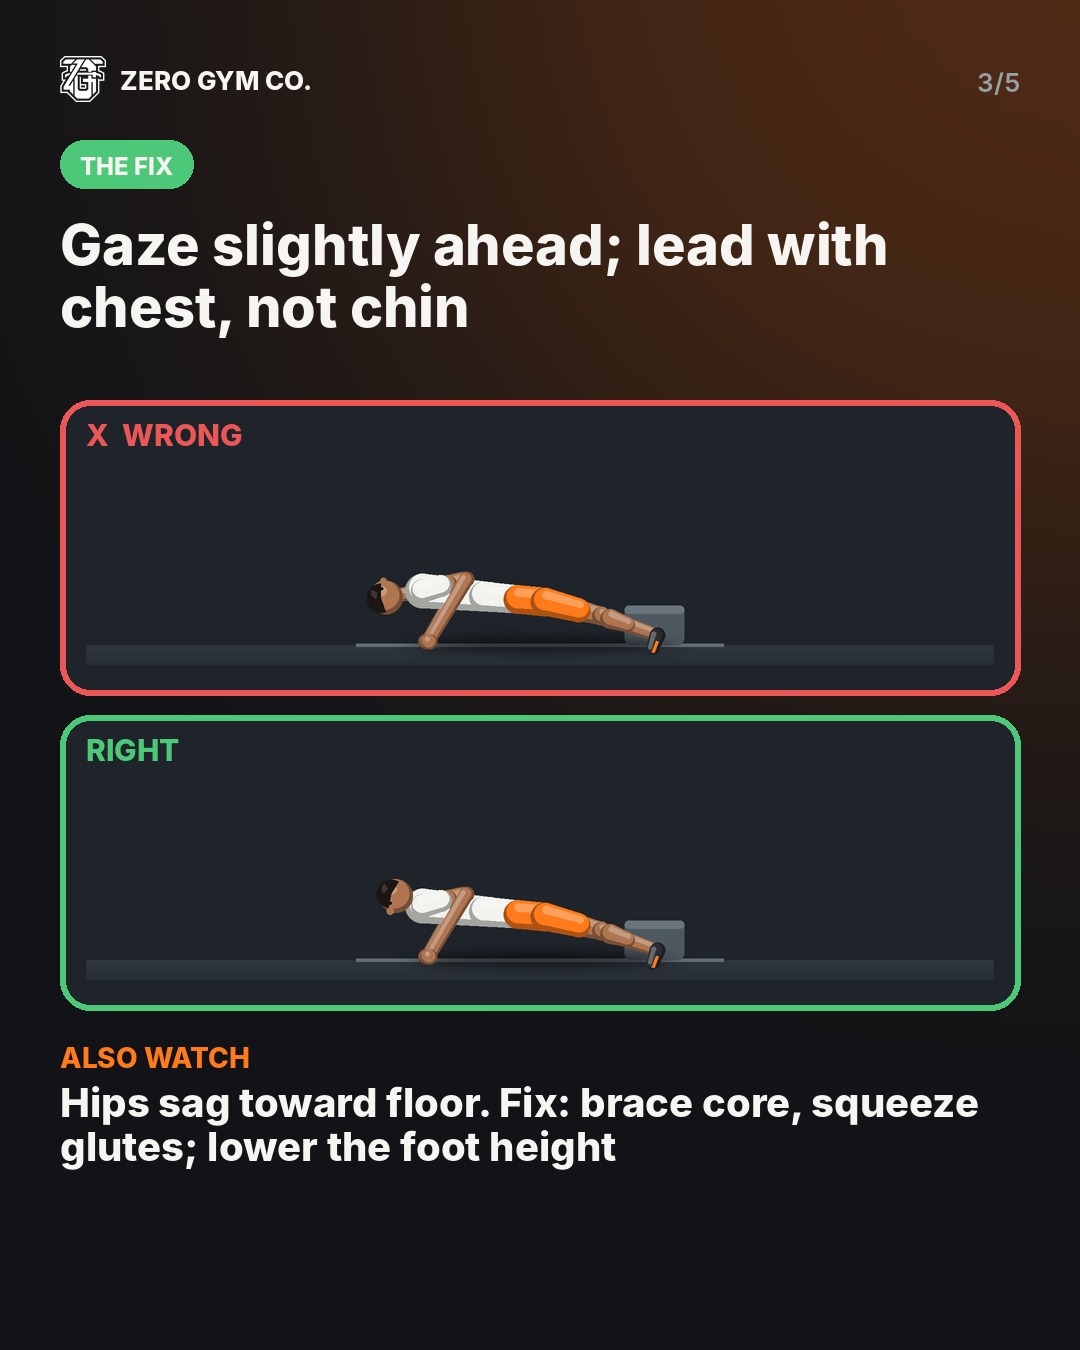 ZERO GYM CO.
3/5
THE FIX
Gaze slightly ahead; lead with
chest, not chin
X WRONG
RIGHT
ALSO WATCH
Hips sag toward floor. Fix: brace core, squeeze
glutes; lower the foot height